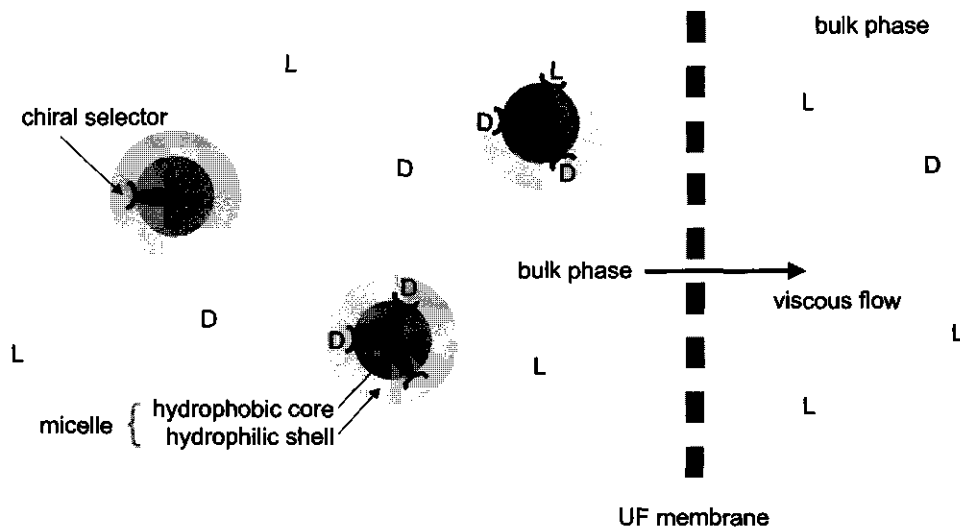 bulk phase
L
L
chiral selector
L
D
D
D
D
bulk phase
viscous flow
D
D
D
L
L
L
L
micelle { hydrophobic core
hydrophilic shell
UF membrane